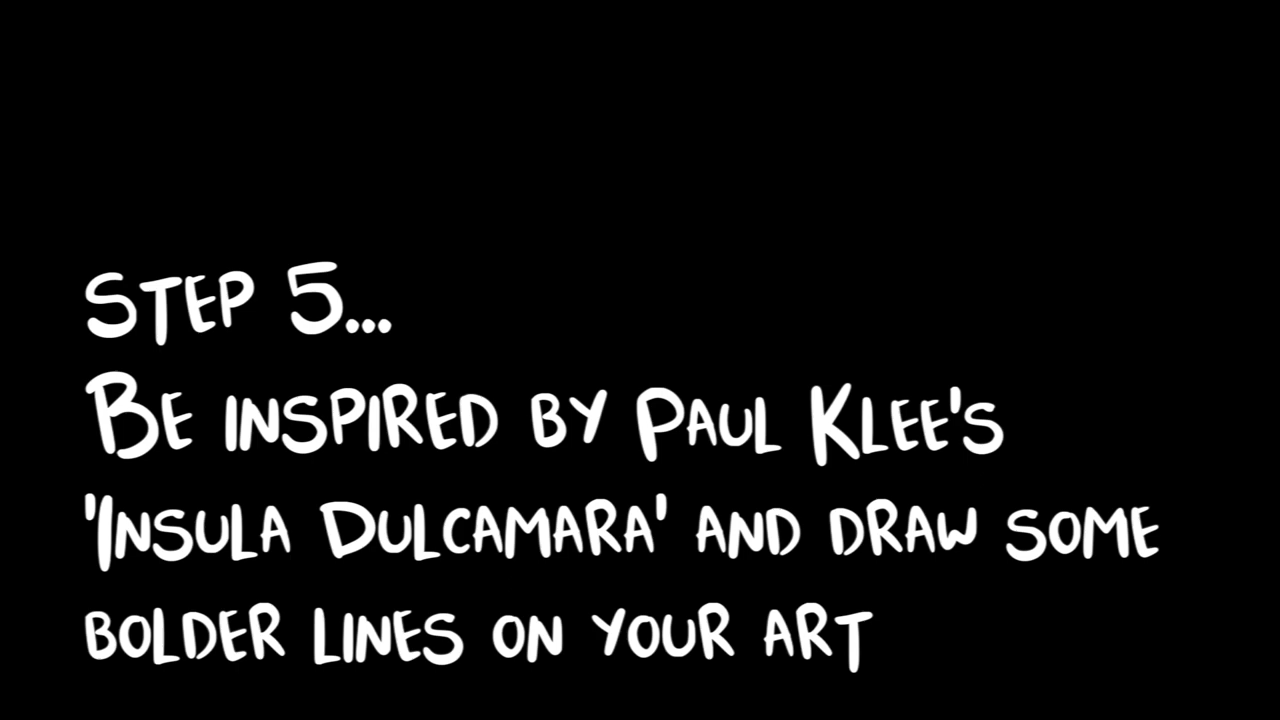 Step 5...
Be inspired by Paul Klee's
'Insula Dulcamara' and draw some
bolder lines on your art